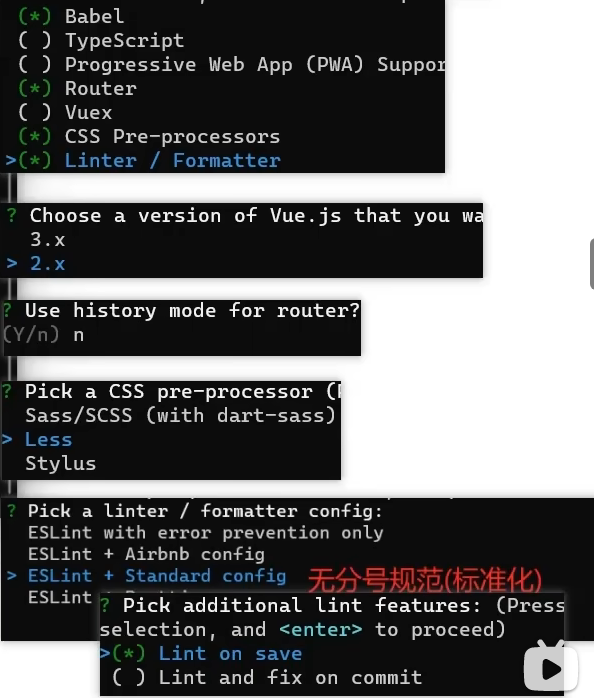 (*) Babel
( ) TypeScript
( ) Progressive Web App (PWA) Suppor
(*) Router
( ) Vuex
(*) CSS Pre-processors
>(*) Linter / Formatter
? Choose a version of Vue.js that you wa
3.x
> 2.x
? Use history mode for router?
(Y/n) n
? Pick a CSS pre-processor (
Sass/SCSS (with dart-sass)
> Less
Stylus
? Pick a linter / formatter config:
ESLint with error prevention only
ESLint + Airbnb config
> ESLint + Standard config 无分号规范(标准化)
ESLint
? Pick additional lint features: (Press
selection, and <enter> to proceed)
>(*) Lint on save
( ) Lint and fix on commit